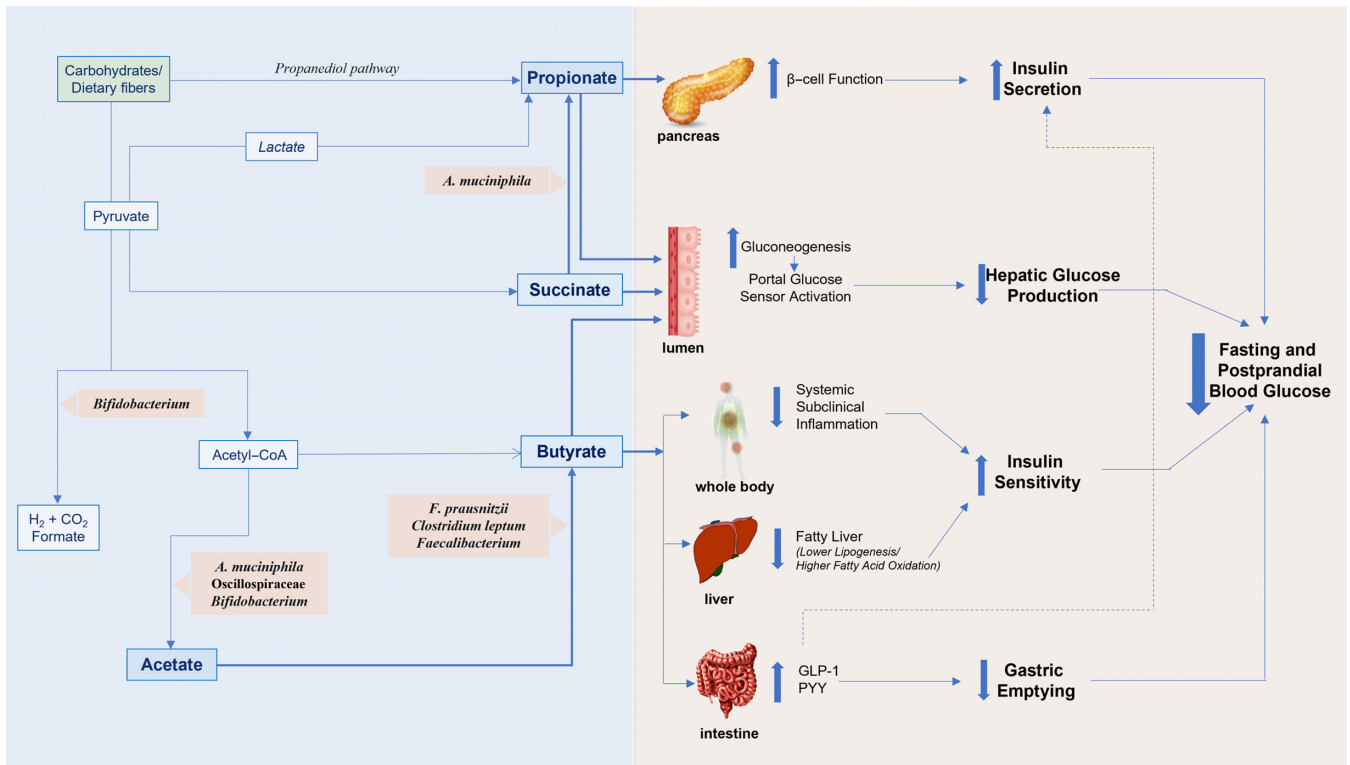 Carbohydrates/
Dietary fibers
Propanediol pathway
Propionate
Lactate
A. muciniphila
Pyruvate
Succinate
Bifidobacterium
Acetyl–CoA
Butyrate
H₂ + CO₂
Formate
F. prausnitzii
Clostridium leptum
Faecalibacterium
A. muciniphila
Oscillospiraceae
Bifidobacterium
Acetate
pancreas
β–cell Function
Insulin
Secretion
lumen
Gluconeogenesis
Portal Glucose
Sensor Activation
Hepatic Glucose
Production
Fasting and
Postprandial
Blood Glucose
whole body
Systemic
Subclinical
Inflammation
Insulin
Sensitivity
liver
Fatty Liver
(Lower Lipogenesis/
Higher Fatty Acid Oxidation)
intestine
GLP-1
PYY
Gastric
Emptying